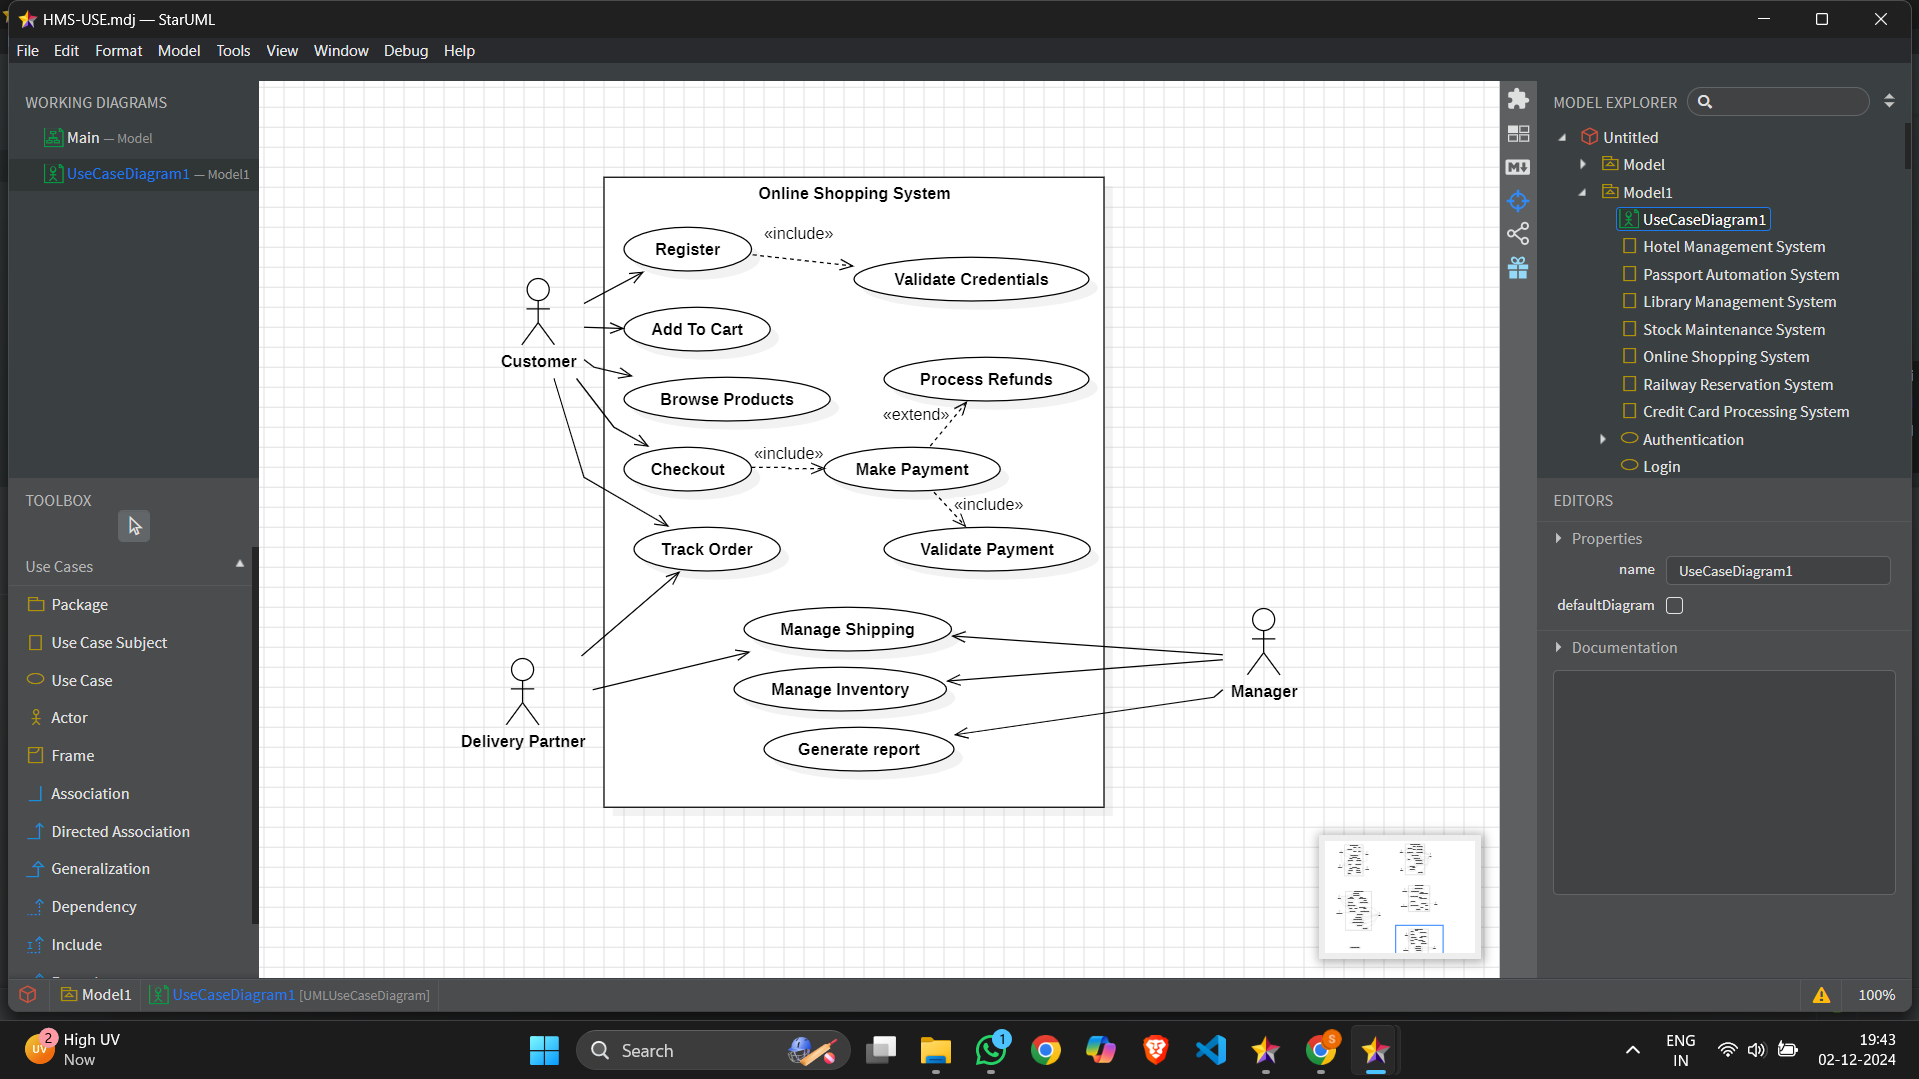 HMS-USE.mdj — StarUML
File Edit Format Model Tools View Window Debug Help
WORKING DIAGRAMS
Main — Model
UseCaseDiagram1 — Model1
TOOLBOX
Use Cases
Package
Use Case Subject
Use Case
Actor
Frame
Association
Directed Association
Generalization
Dependency
Include
Online Shopping System
Register
«include»
Validate Credentials
Add To Cart
Customer
Browse Products
Process Refunds
«extend»
Checkout
«include»
Make Payment
«include»
Track Order
Validate Payment
Manage Shipping
Manage Inventory
Manager
Delivery Partner
Generate report
MODEL EXPLORER
Untitled
Model
Model1
UseCaseDiagram1
Hotel Management System
Passport Automation System
Library Management System
Stock Maintenance System
Online Shopping System
Railway Reservation System
Credit Card Processing System
Authentication
Login
EDITORS
Properties
name UseCaseDiagram1
defaultDiagram
Documentation
Model1 UseCaseDiagram1 [UMLUseCaseDiagram]
100%
UV 2 High UV
Now
Search
1
S
ENG
IN
19:43
02-12-2024